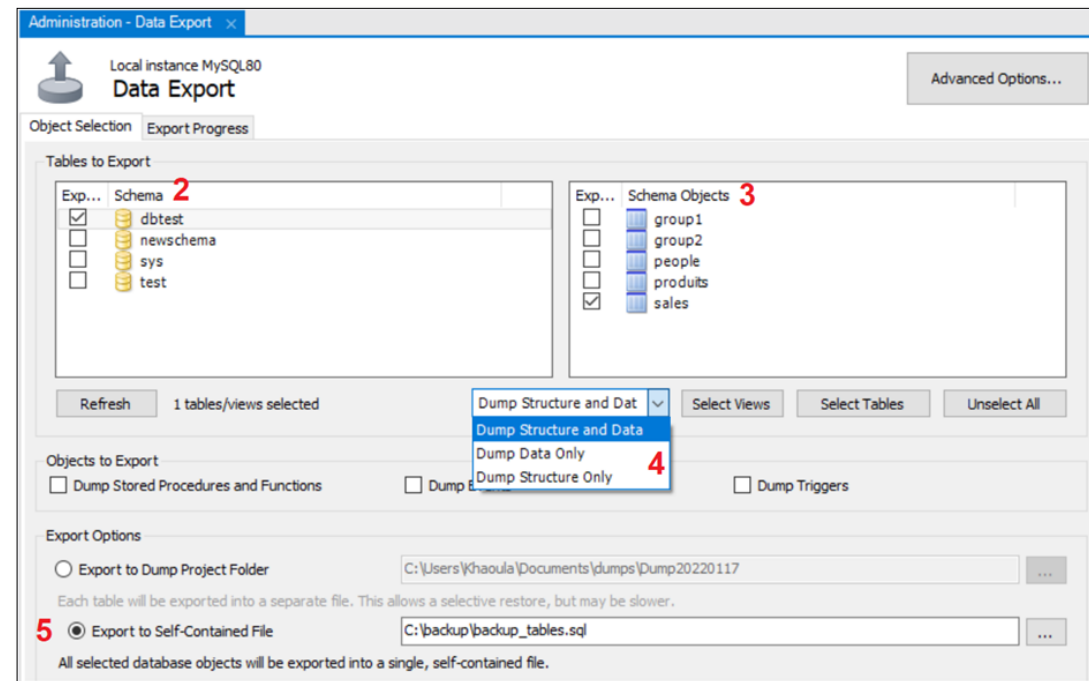 Administration - Data Export ×
Local instance MySQL80
Data Export
Advanced Options...
Object Selection Export Progress
Tables to Export
Exp... Schema 2
dbtest
newschema
sys
test
Exp... Schema Objects 3
group1
group2
people
produits
sales
Refresh 1 tables/views selected Dump Structure and Dat Select Views Select Tables Unselect All
Dump Structure and Data
Dump Data Only
Dump Structure Only 4
Objects to Export
Dump Stored Procedures and Functions Dump Dump Triggers
Export Options
Export to Dump Project Folder C:\Users\Khaoula\Documents\dumps\Dump20220117 ...
Each table will be exported into a separate file. This allows a selective restore, but may be slower.
5 Export to Self-Contained File C:\backup\backup_tables.sql ...
All selected database objects will be exported into a single, self-contained file.